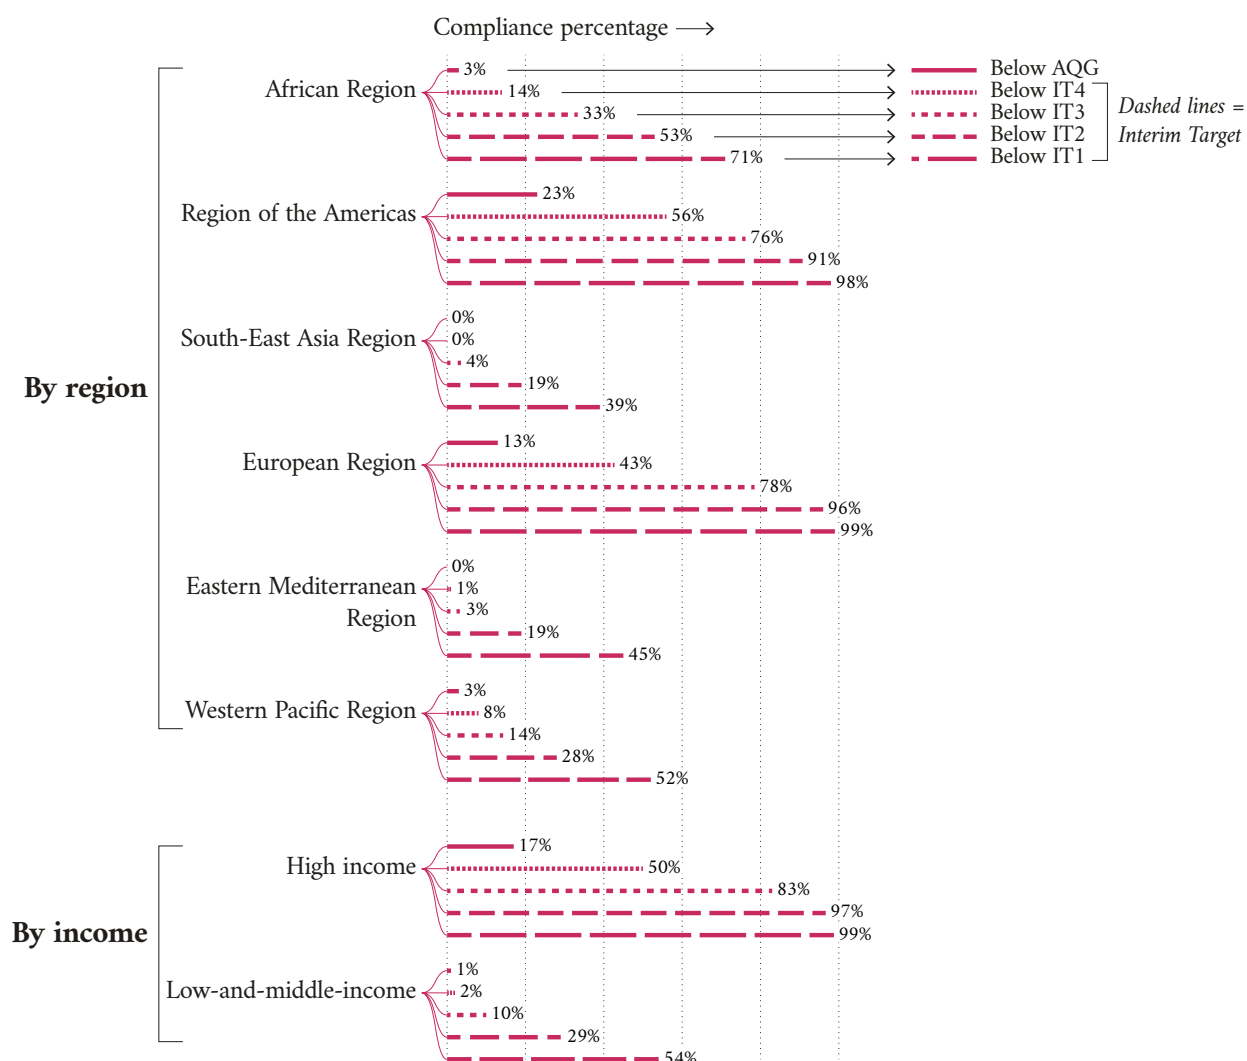 Compliance percentage
African Region
3%
14%
33%
53%
71%
Below AQG
Below IT4
Below IT3
Below IT2
Below IT1
Dashed lines =
Interim Target
Region of the Americas
23%
56%
76%
91%
98%
By region
South-East Asia Region
0%
0%
4%
19%
39%
European Region
13%
43%
78%
96%
99%
Eastern Mediterranean
Region
0%
1%
3%
19%
45%
Western Pacific Region
3%
8%
14%
28%
52%
By income
High income
17%
50%
83%
97%
99%
Low-and-middle-income
1%
2%
10%
29%
54%